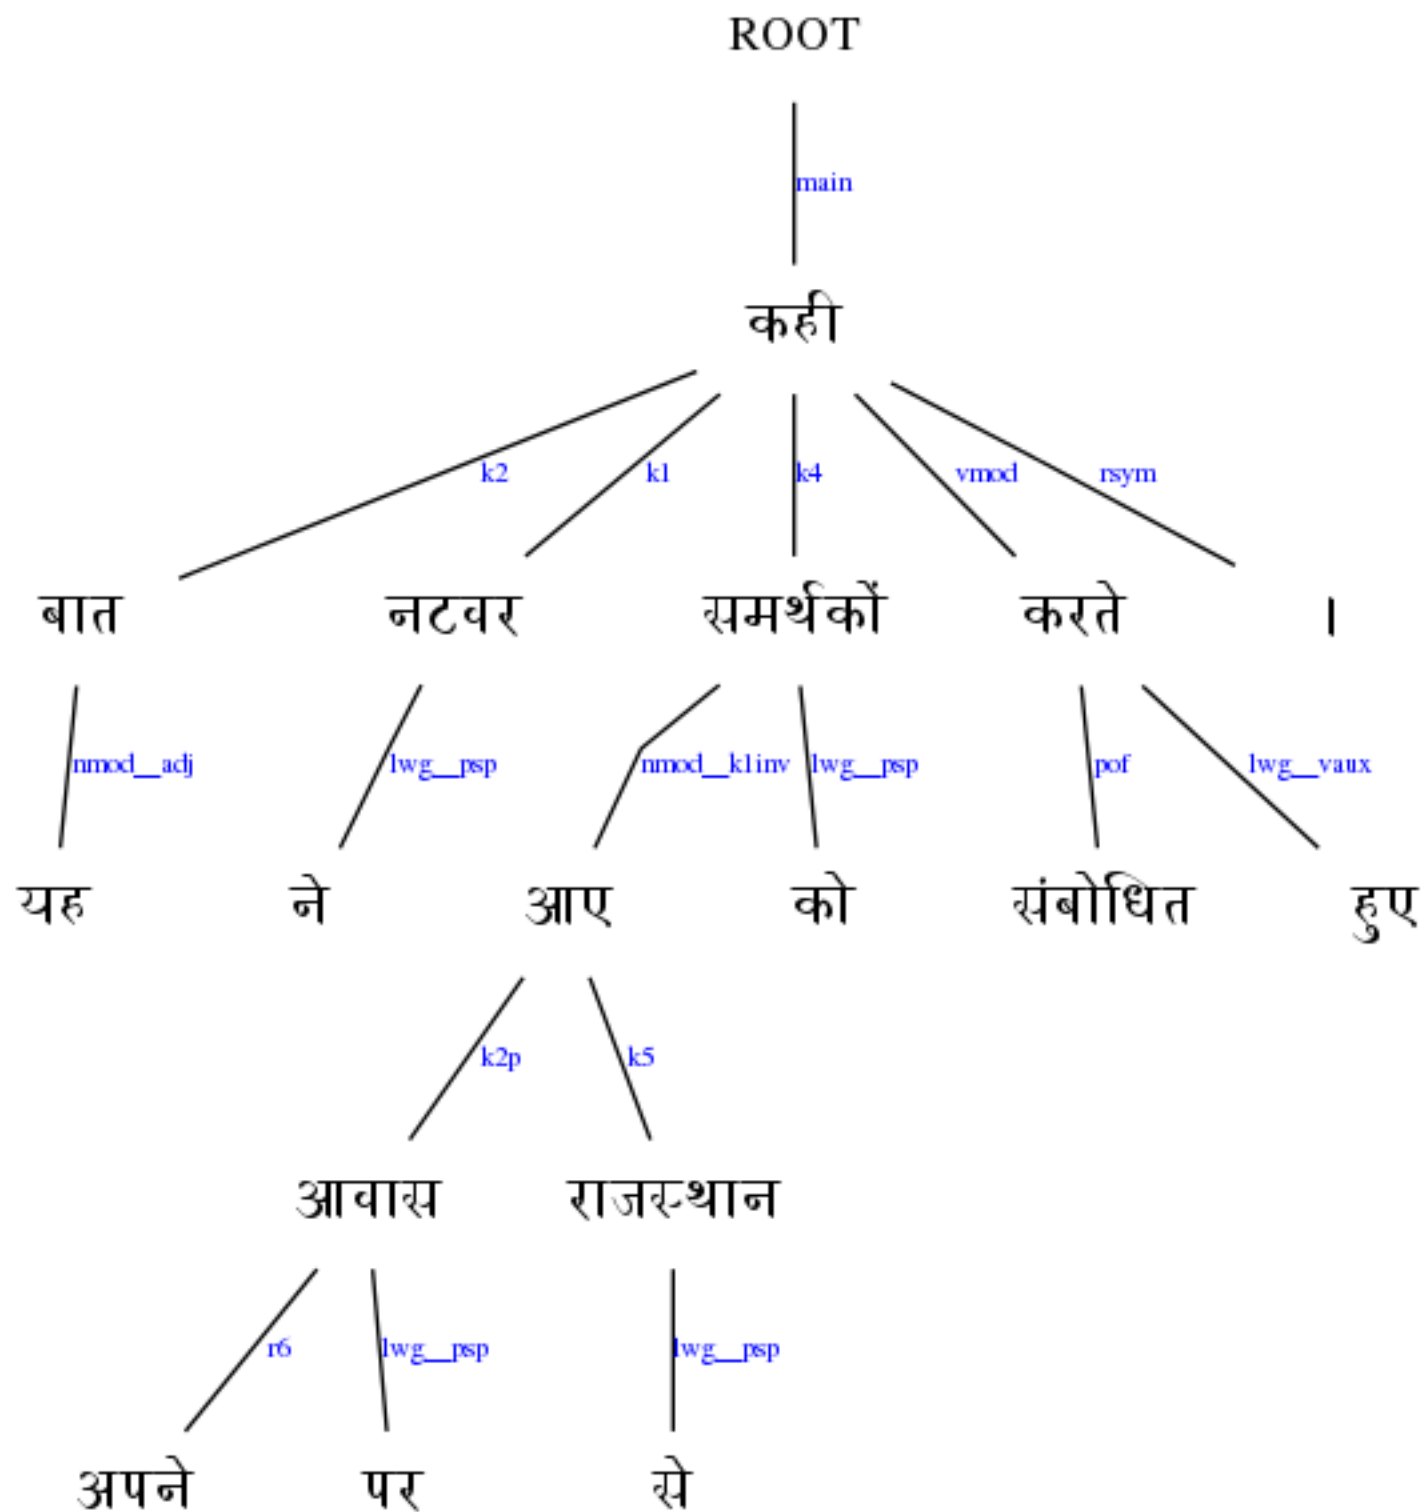 ROOT
main
कही
k2 k1 k4 vmod rsym
बात नटवर समर्थकों करते ।
nmod__adj lwg__psp nmod__k1inv lwg__psp pof lwg__vaux
यह ने आए को संबोधित हुए
k2p k5
आवास राजस्थान
r6 lwg__psp lwg__psp
अपने पर से